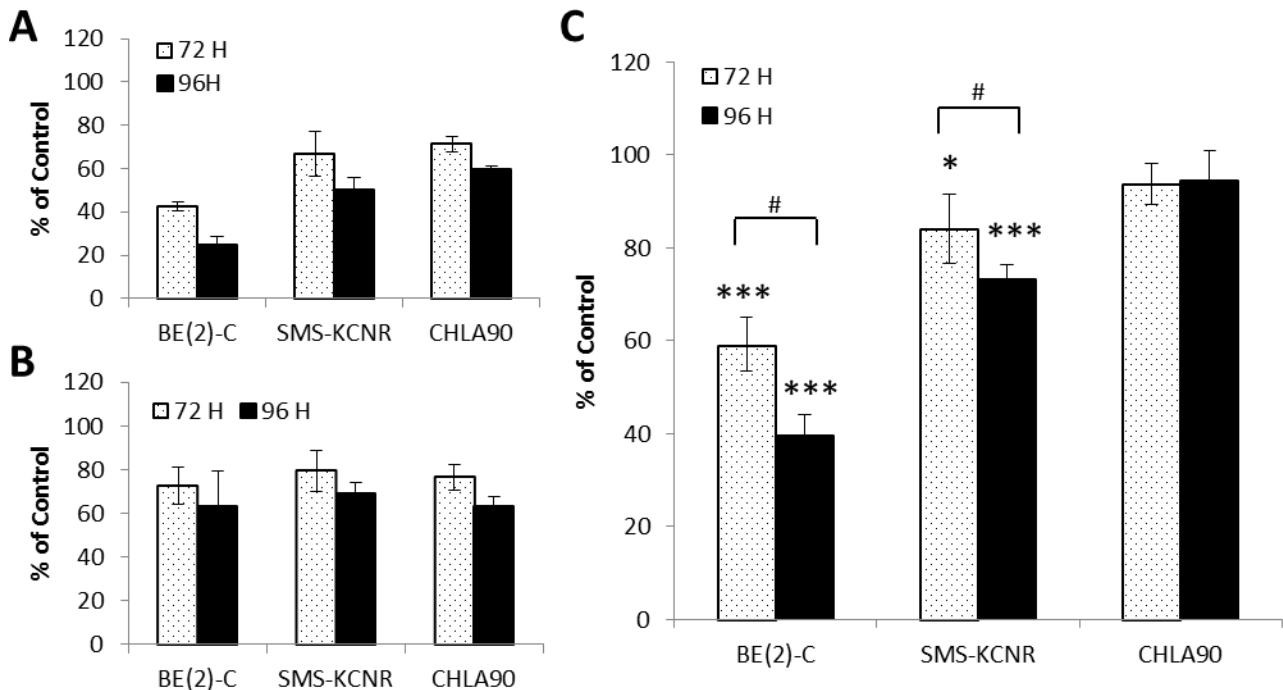 A
120
100
80
60
40
20
0
% of Control
72 H
96H
BE(2)-C SMS-KCNR CHLA90
B
120
100
80
60
40
20
0
% of Control
72 H 96 H
BE(2)-C SMS-KCNR CHLA90
C
120
100
80
60
40
20
0
% of Control
72 H
96 H
#
#
*
***
***
***
BE(2)-C SMS-KCNR CHLA90